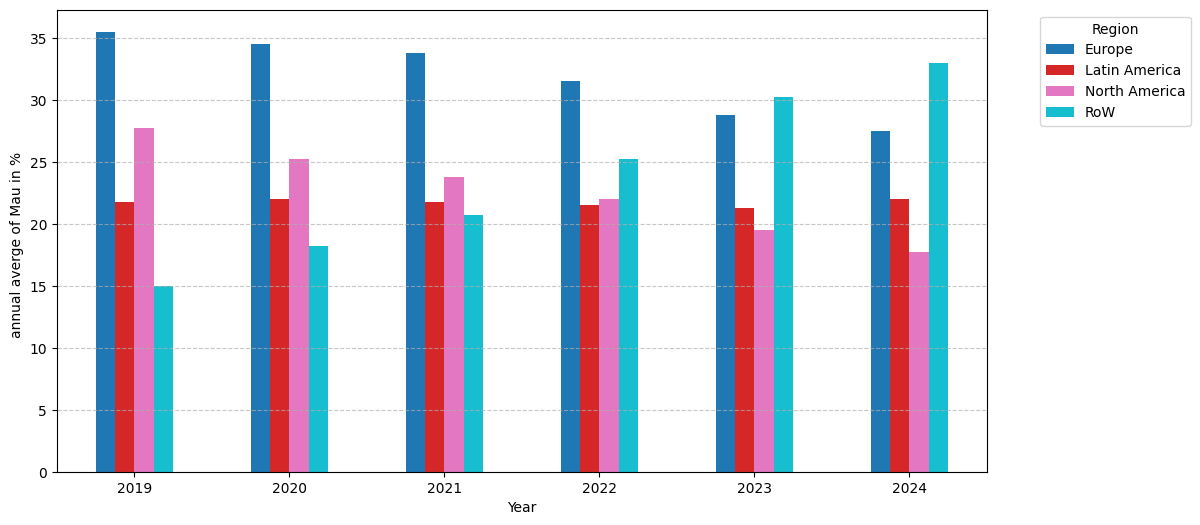 annual averge of Mau in %
35
30
25
20
15
10
5
0
2019 2020 2021 2022 2023 2024
Year
Region
Europe
Latin America
North America
RoW